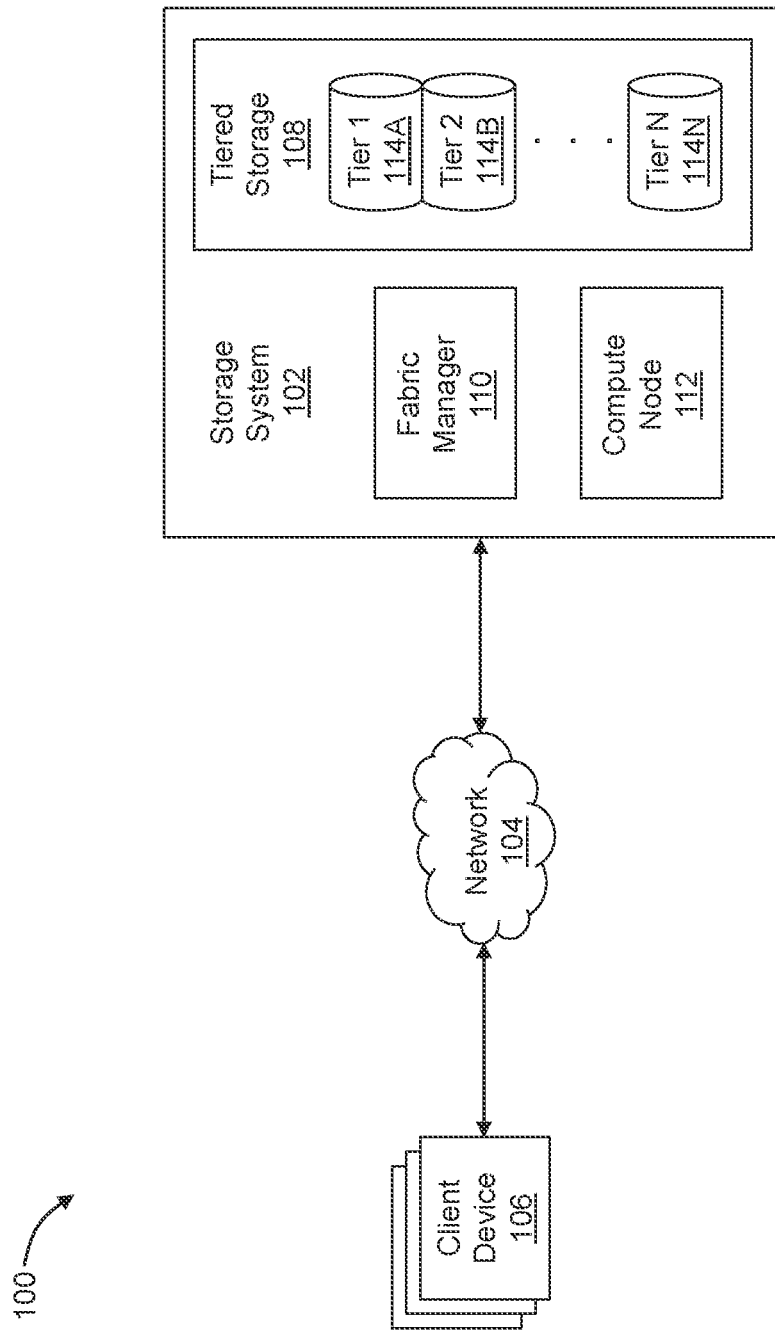 100
Storage
System
102
Tiered
Storage
108
Fabric
Manager
110
Compute
Node
112
Tier 1
114A
Tier 2
114B
. . .
Tier N
114N
Network
104
Client
Device
106